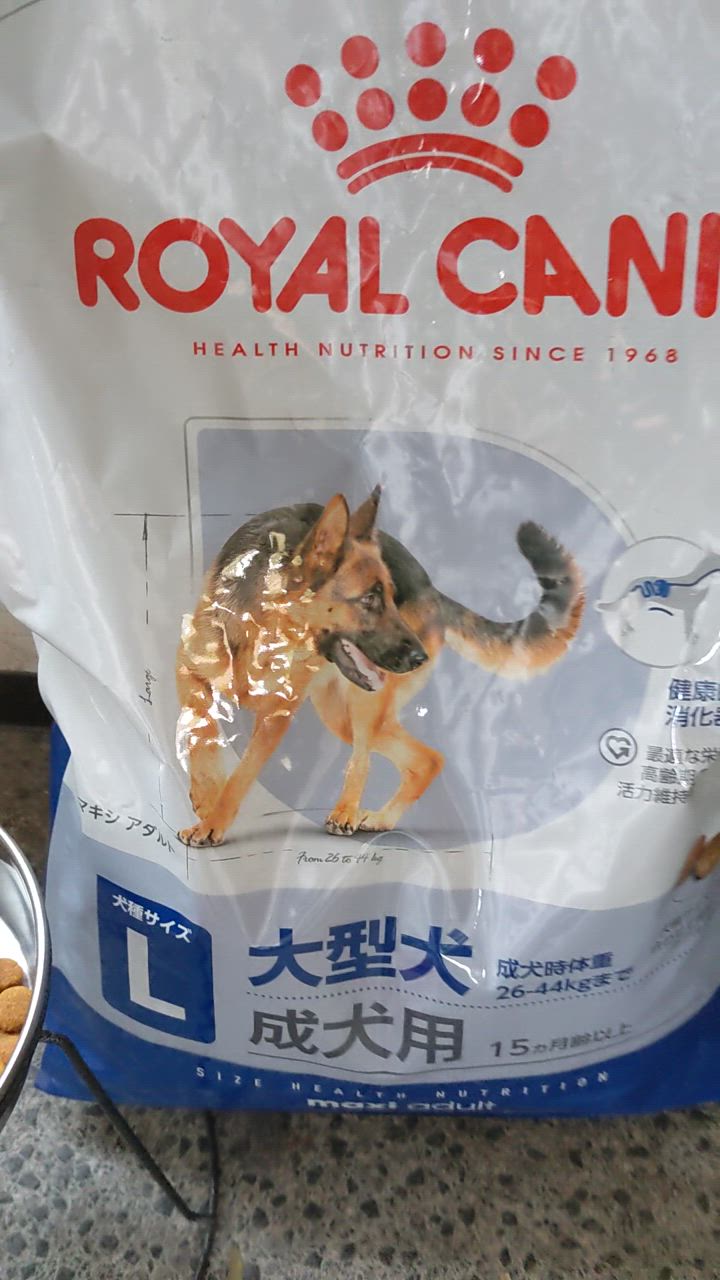 ROYAL CANI
HEALTH NUTRITION SINCE 1968
Large
健康
消化
最適な栄
高齢期
活力維持
マキシ アダルト
From 26 to 44 kg
犬種サイズ
L
大型犬
成犬時体重
26-44kgまで
成犬用
15ヵ月齢以上
SIZE HEALTH NUTRITION
maxi adult